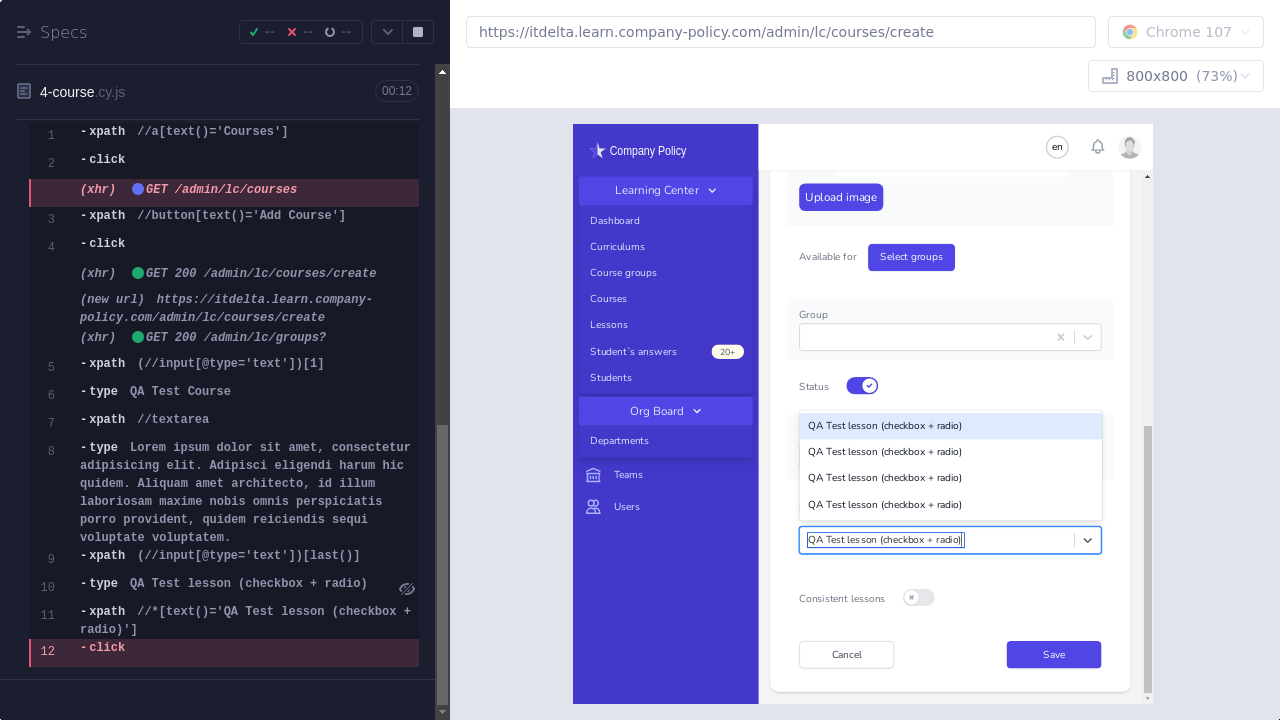 Specs
--
--
--
4-course.cy.js
00:12
1 -xpath //a[text()='Courses']
2 -click
(xhr) GET /admin/lc/courses
3 -xpath //button[text()='Add Course']
4 -click
(xhr) GET 200 /admin/lc/courses/create
(new url) https://itdelta.learn.company-
policy.com/admin/lc/courses/create
(xhr) GET 200 /admin/lc/groups?
5 -xpath (//input[@type='text'])[1]
6 -type QA Test Course
7 -xpath //textarea
8 -type Lorem ipsum dolor sit amet, consectetur
adipisicing elit. Adipisci eligendi harum hic
quidem. Aliquam amet architecto, id illum
laboriosam maxime nobis omnis perspiciatis
porro provident, quidem reiciendis sequi
voluptate voluptatem.
9 -xpath (//input[@type='text'])[last()]
10 -type QA Test lesson (checkbox + radio)
11 -xpath //*[text()='QA Test lesson (checkbox +
radio)']
12 -click
https://itdelta.learn.company-policy.com/admin/lc/courses/create
Chrome 107
800x800 (73%)
Company Policy
Learning Center
Dashboard
Curriculums
Course groups
Courses
Lessons
Student`s answers 20+
Students
Org Board
Departments
Teams
Users
en
Upload image
Available for Select groups
Group
Status
QA Test lesson (checkbox + radio)
QA Test lesson (checkbox + radio)
QA Test lesson (checkbox + radio)
QA Test lesson (checkbox + radio)
QA Test lesson (checkbox + radio)
Consistent lessons
Cancel
Save